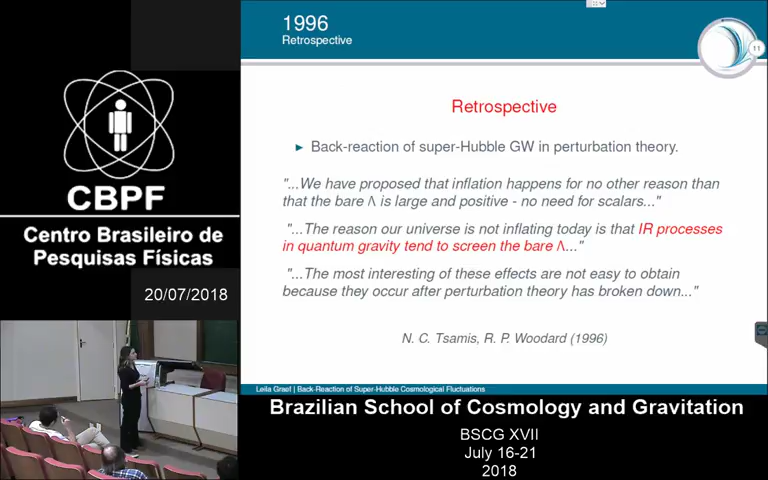 1996
Retrospective
11
Retrospective
► Back-reaction of super-Hubble GW in perturbation theory.
"...We have proposed that inflation happens for no other reason than
that the bare Λ is large and positive - no need for scalars..."
"...The reason our universe is not inflating today is that IR processes
in quantum gravity tend to screen the bare Λ..."
"...The most interesting of these effects are not easy to obtain
because they occur after perturbation theory has broken down..."
N. C. Tsamis, R. P. Woodard (1996)
Leila Graef | Back-Reaction of Super-Hubble Cosmological Fluctuations
CBPF
Centro Brasileiro de
Pesquisas Físicas
20/07/2018
Brazilian School of Cosmology and Gravitation
BSCG XVII
July 16-21
2018